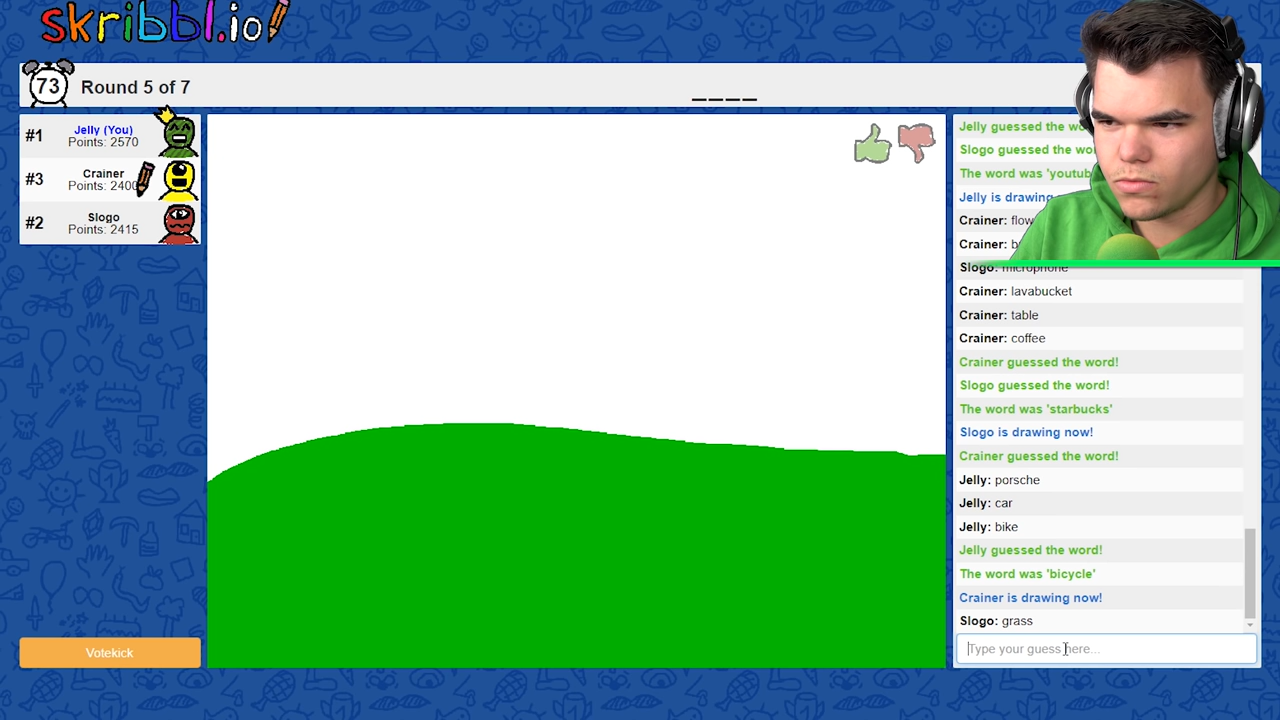 skribbl.io
73
Round 5 of 7
____
#1
Jelly (You)
Points: 2570
#3
Crainer
Points: 2400
#2
Slogo
Points: 2415
Votekick
Jelly guessed the
Slogo guessed the
The word was
Jelly is drawing
Crainer:
Crainer:
Slogo: microphone
Crainer: lavabucket
Crainer: table
Crainer: coffee
Crainer guessed the word!
Slogo guessed the word!
The word was 'starbucks'
Slogo is drawing now!
Crainer guessed the word!
Jelly: porsche
Jelly: car
Jelly: bike
Jelly guessed the word!
The word was 'bicycle'
Crainer is drawing now!
Slogo: grass
Type your guess here...